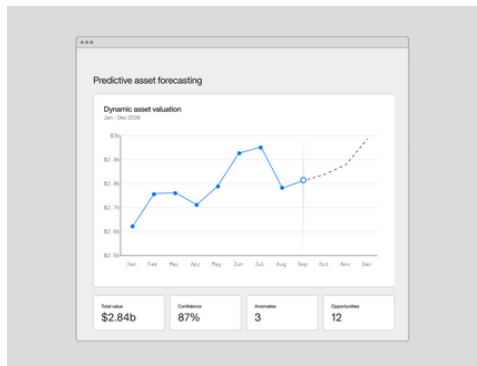 Predictive asset forecasting
Dynamic asset valuation
Jan - Dec 2026
$3b
$2.9b
$2.8b
$2.7b
$2.6b
$2.5b
Jan Feb Mar Apr May Jun Jul Aug Sep Oct Nov Dec
Total value Confidence Anomalies Opportunities
$2.84b 87% 3 12